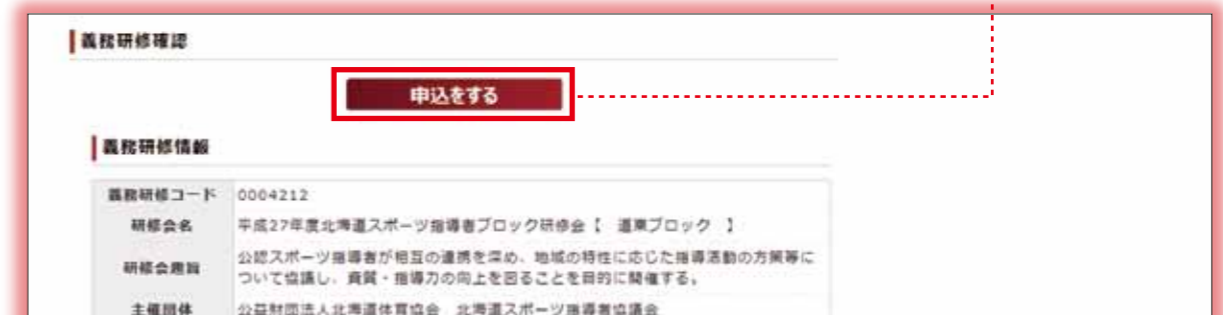 義務研修確認
申込をする
義務研修情報
義務研修コード 0004212
研修会名 平成27年度北海道スポーツ指導者ブロック研修会【 道東ブロック 】
研修会趣旨 公認スポーツ指導者が相互の連携を深め、地域の特性に応じた指導活動の方策等に
ついて協議し、資質・指導力の向上を図ることを目的に開催する。
主催団体 公益財団法人北海道体育協会 北海道スポーツ指導者協議会